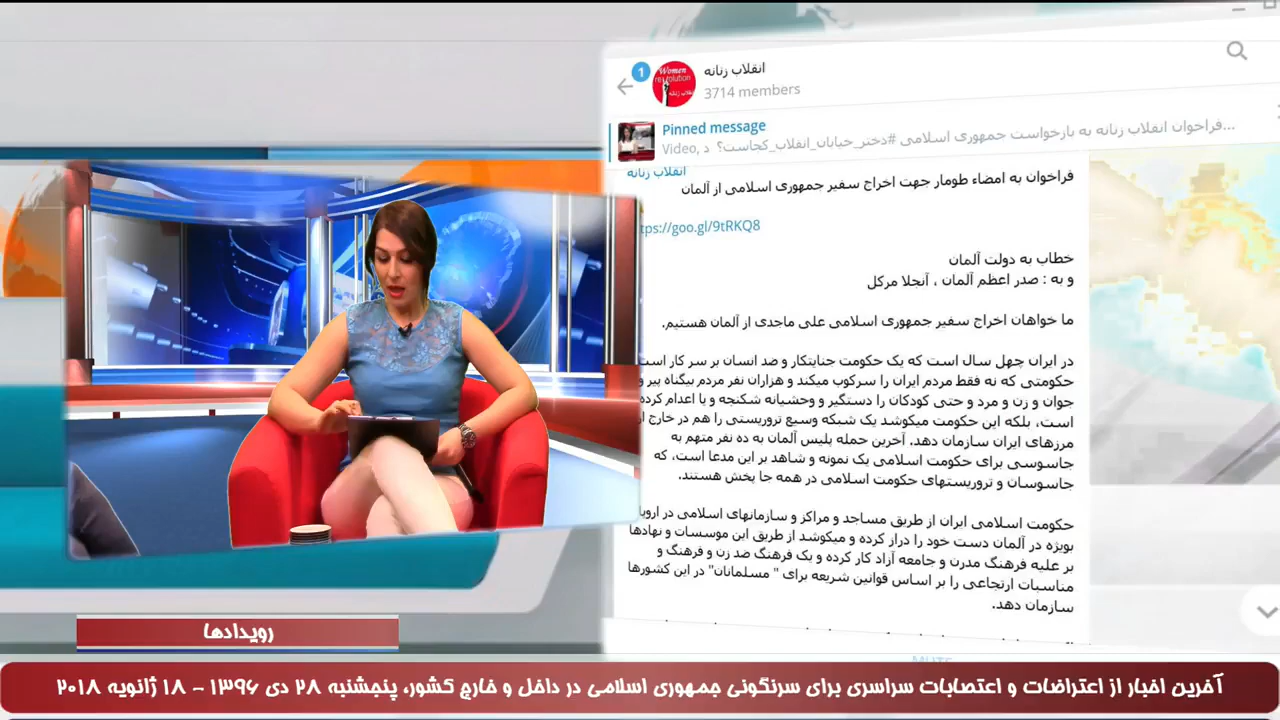 انقلاب زنانه
1
Women
revolution
انقلاب زنانه
3714 members
Pinned message
Video, فراخوان انقلاب زنانه به بازخواست جمهوری اسلامی #دختر_خیابان_انقلاب_کجاست؟ د...
انقلاب زنانه
فراخوان به امضاء طومار جهت اخراج سفیر جمهوری اسلامی از آلمان
tps://goo.gl/9tRKQ8
خطاب به دولت آلمان
و به : صدر اعظم آلمان ، آنجلا مرکل
ما خواهان اخراج سفیر جمهوری اسلامی علی ماجدی از آلمان هستیم.
در ایران چهل سال است که یک حکومت جنایتکار و ضد انسان بر سر کار است
حکومتی که نه فقط مردم ایران را سرکوب میکند و هزاران نفر مردم بیگناه پیر و
جوان و زن و مرد و حتی کودکان را دستگیر و وحشیانه شکنجه و یا اعدام کرده
است، بلکه این حکومت میکوشد یک شبکه وسیع تروریستی را هم در خارج از
مرزهای ایران سازمان دهد. آخرین حمله پلیس آلمان به ده نفر متهم به
جاسوسی برای حکومت اسلامی یک نمونه و شاهد بر این مدعا است، که
جاسوسان و تروریستهای حکومت اسلامی در همه جا پخش هستند.
حکومت اسلامی ایران از طریق مساجد و مراکز و سازمانهای اسلامی در اروپا
بویژه در آلمان دست خود را دراز کرده و میکوشد از طریق این موسسات و نهادها
بر علیه فرهنگ مدرن و جامعه آزاد کار کرده و یک فرهنگ ضد زن و فرهنگ و
مناسبات ارتجاعی را بر اساس قوانین شریعه برای " مسلمانان" در این کشورها
سازمان دهد.
MUTE
رویدادها
آخرین اخبار از اعتراضات و اعتصابات سراسری برای سرنگونی جمهوری اسلامی در داخل و خارج کشور، پنجشنبه ۲۸ دی ۱۳۹۶ - ۱۸ ژانویه ۲۰۱۸